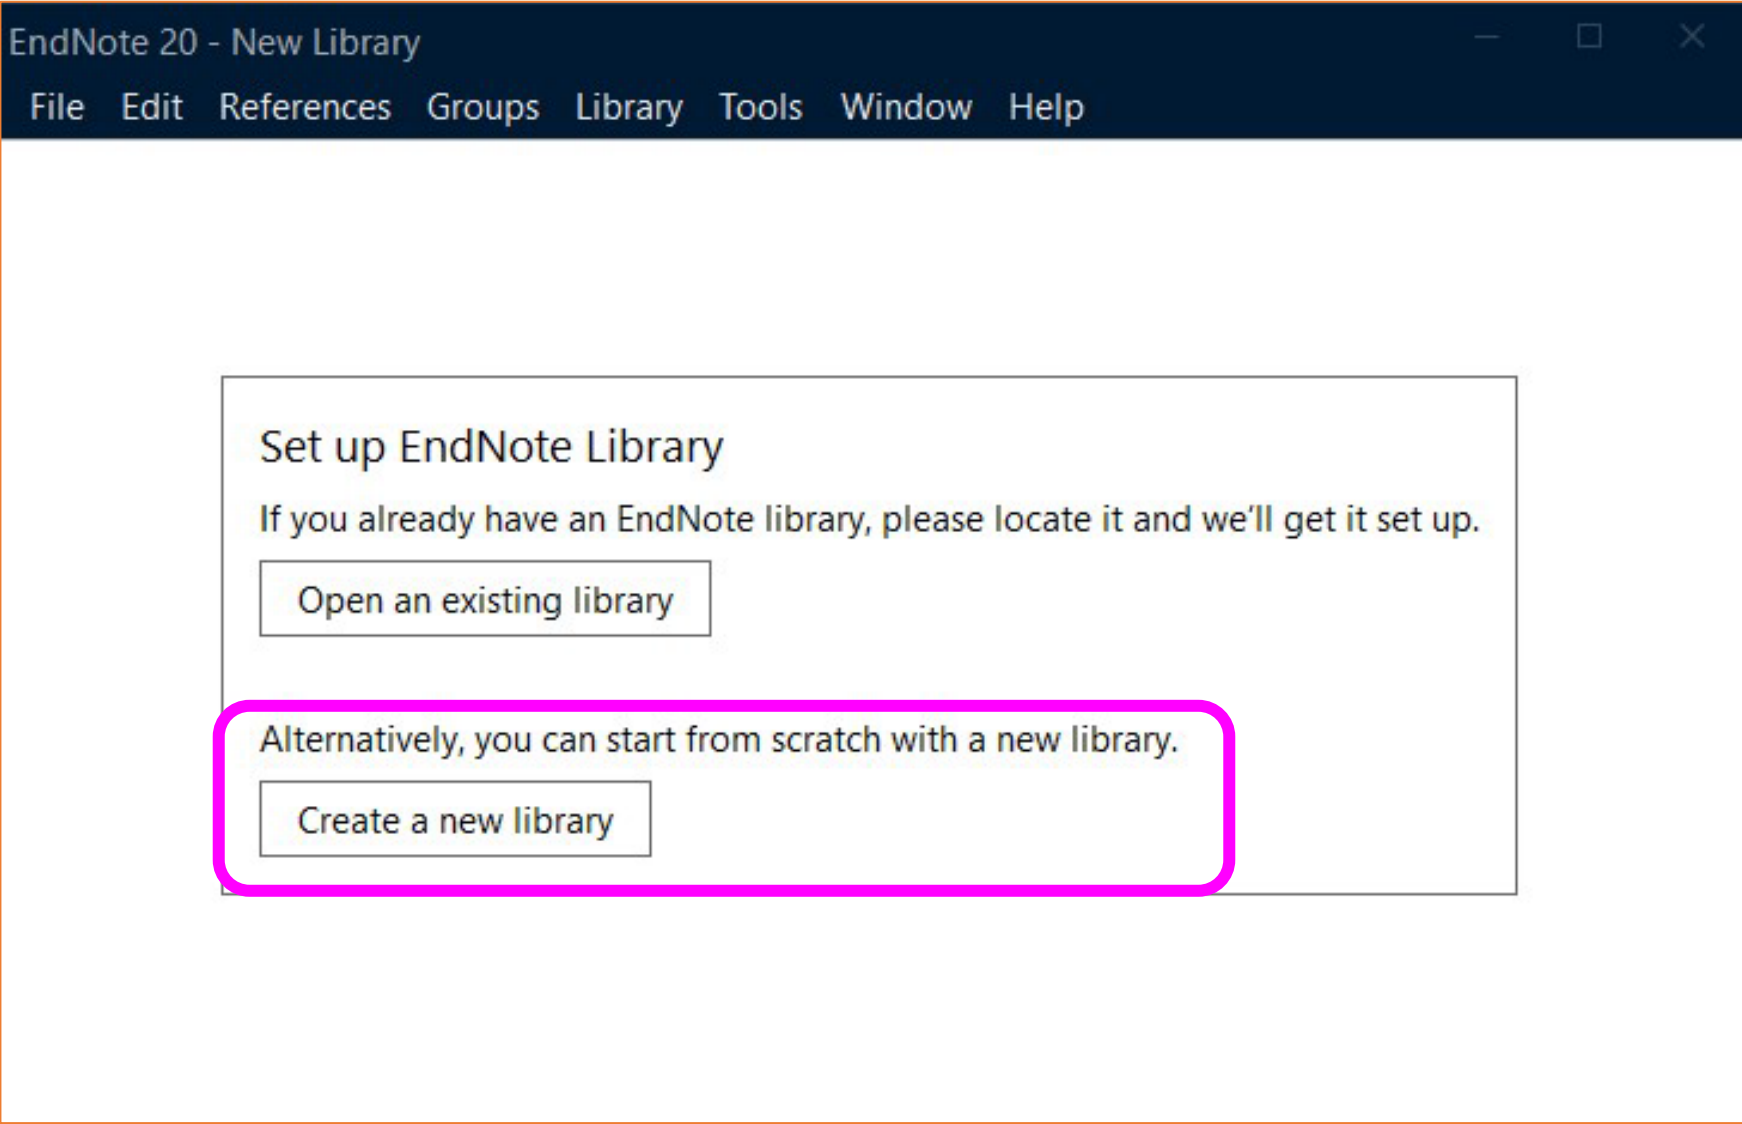 EndNote 20 - New Library
File Edit References Groups Library Tools Window Help
Set up EndNote Library
If you already have an EndNote library, please locate it and we'll get it set up.
Open an existing library
Alternatively, you can start from scratch with a new library.
Create a new library